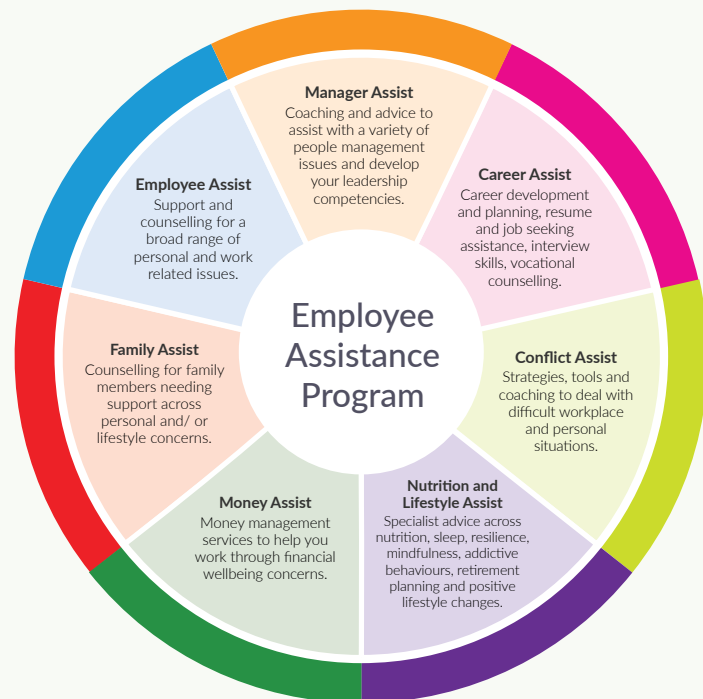 Manager Assist
Coaching and advice to
assist with a variety of
people management
issues and develop
your leadership
competencies.
Career Assist
Career development
and planning, resume
and job seeking
assistance, interview
skills, vocational
counselling.
Conflict Assist
Strategies, tools and
coaching to deal with
difficult workplace
and personal
situations.
Nutrition and
Lifestyle Assist
Specialist advice across
nutrition, sleep, resilience,
mindfulness, addictive
behaviours, retirement
planning and positive
lifestyle changes.
Money Assist
Money management
services to help you
work through financial
wellbeing concerns.
Family Assist
Counselling for family
members needing
support across
personal and/ or
lifestyle concerns.
Employee Assist
Support and
counselling for a
broad range of
personal and work
related issues.
Employee
Assistance
Program